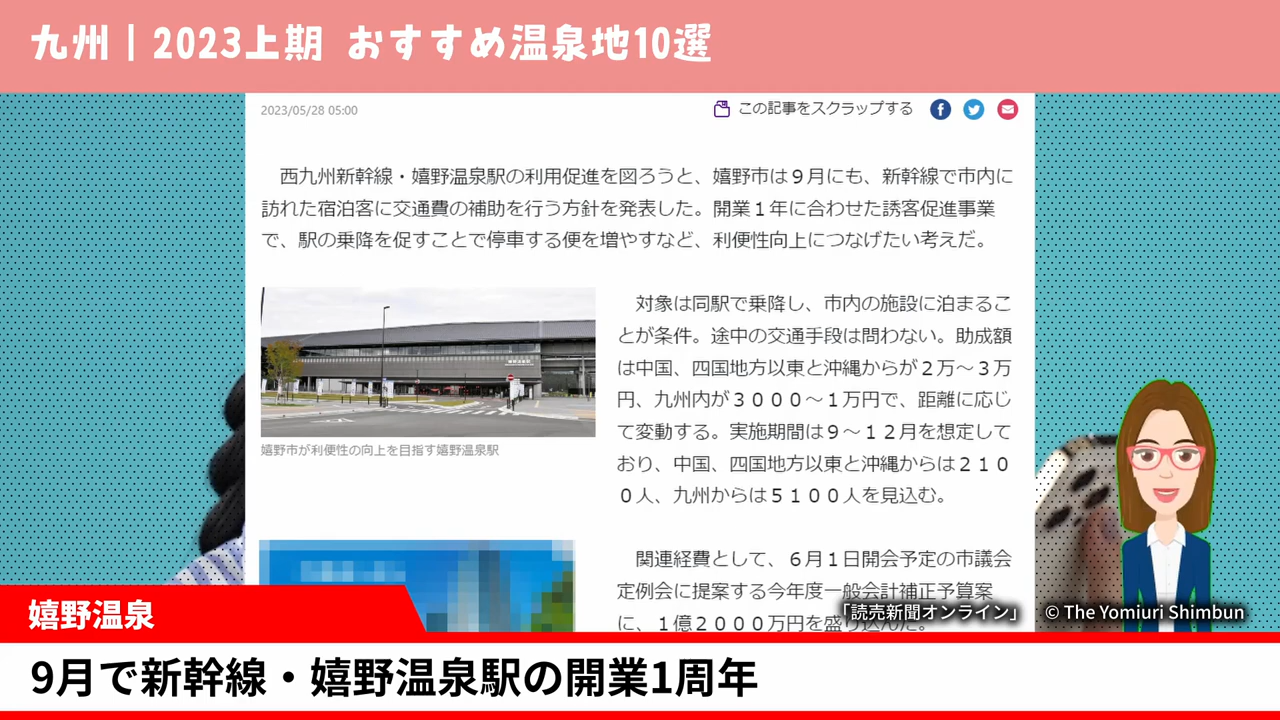 九州｜2023上期 おすすめ温泉地10選
2023/05/28 05:00
この記事をスクラップする
西九州新幹線・嬉野温泉駅の利用促進を図ろうと、嬉野市は９月にも、新幹線で市内に
訪れた宿泊客に交通費の補助を行う方針を発表した。開業１年に合わせた誘客促進事業
で、駅の乗降を促すことで停車する便を増やすなど、利便性向上につなげたい考えだ。
対象は同駅で乗降し、市内の施設に泊まるこ
とが条件。途中の交通手段は問わない。助成額
は中国、四国地方以東と沖縄からが２万～３万
円、九州内が３０００～１万円で、距離に応じ
て変動する。実施期間は９～１２月を想定して
おり、中国、四国地方以東と沖縄からは２１０
０人、九州からは５１００人を見込む。
嬉野市が利便性の向上を目指す嬉野温泉駅
関連経費として、６月１日開会予定の市議会
定例会に提案する今年度一般会計補正予算案
に、１億２０００万円を盛り込んだ。
「読売新聞オンライン」 © The Yomiuri Shimbun
嬉野温泉
9月で新幹線・嬉野温泉駅の開業1周年